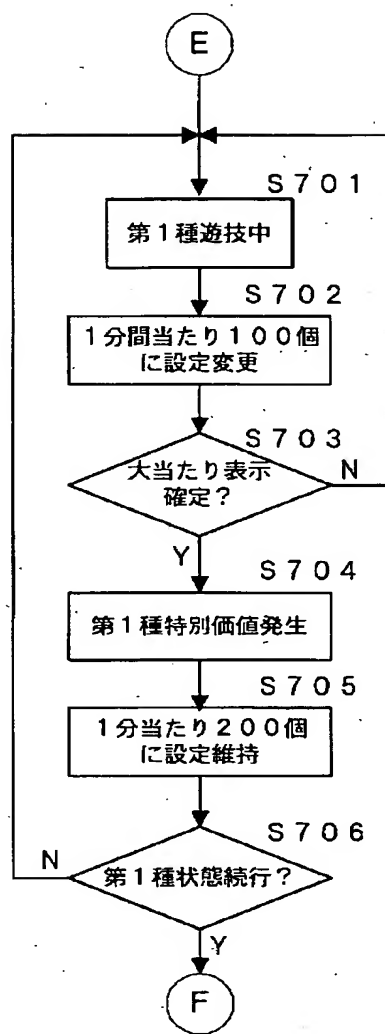 E
S701
第1種遊技中
S702
1分間当たり100個
に設定変更
S703
大当たり表示
確定?
N
Y
S704
第1種特別価値発生
S705
1分当たり200個
に設定維持
S706
N
第1種状態続行?
Y
F